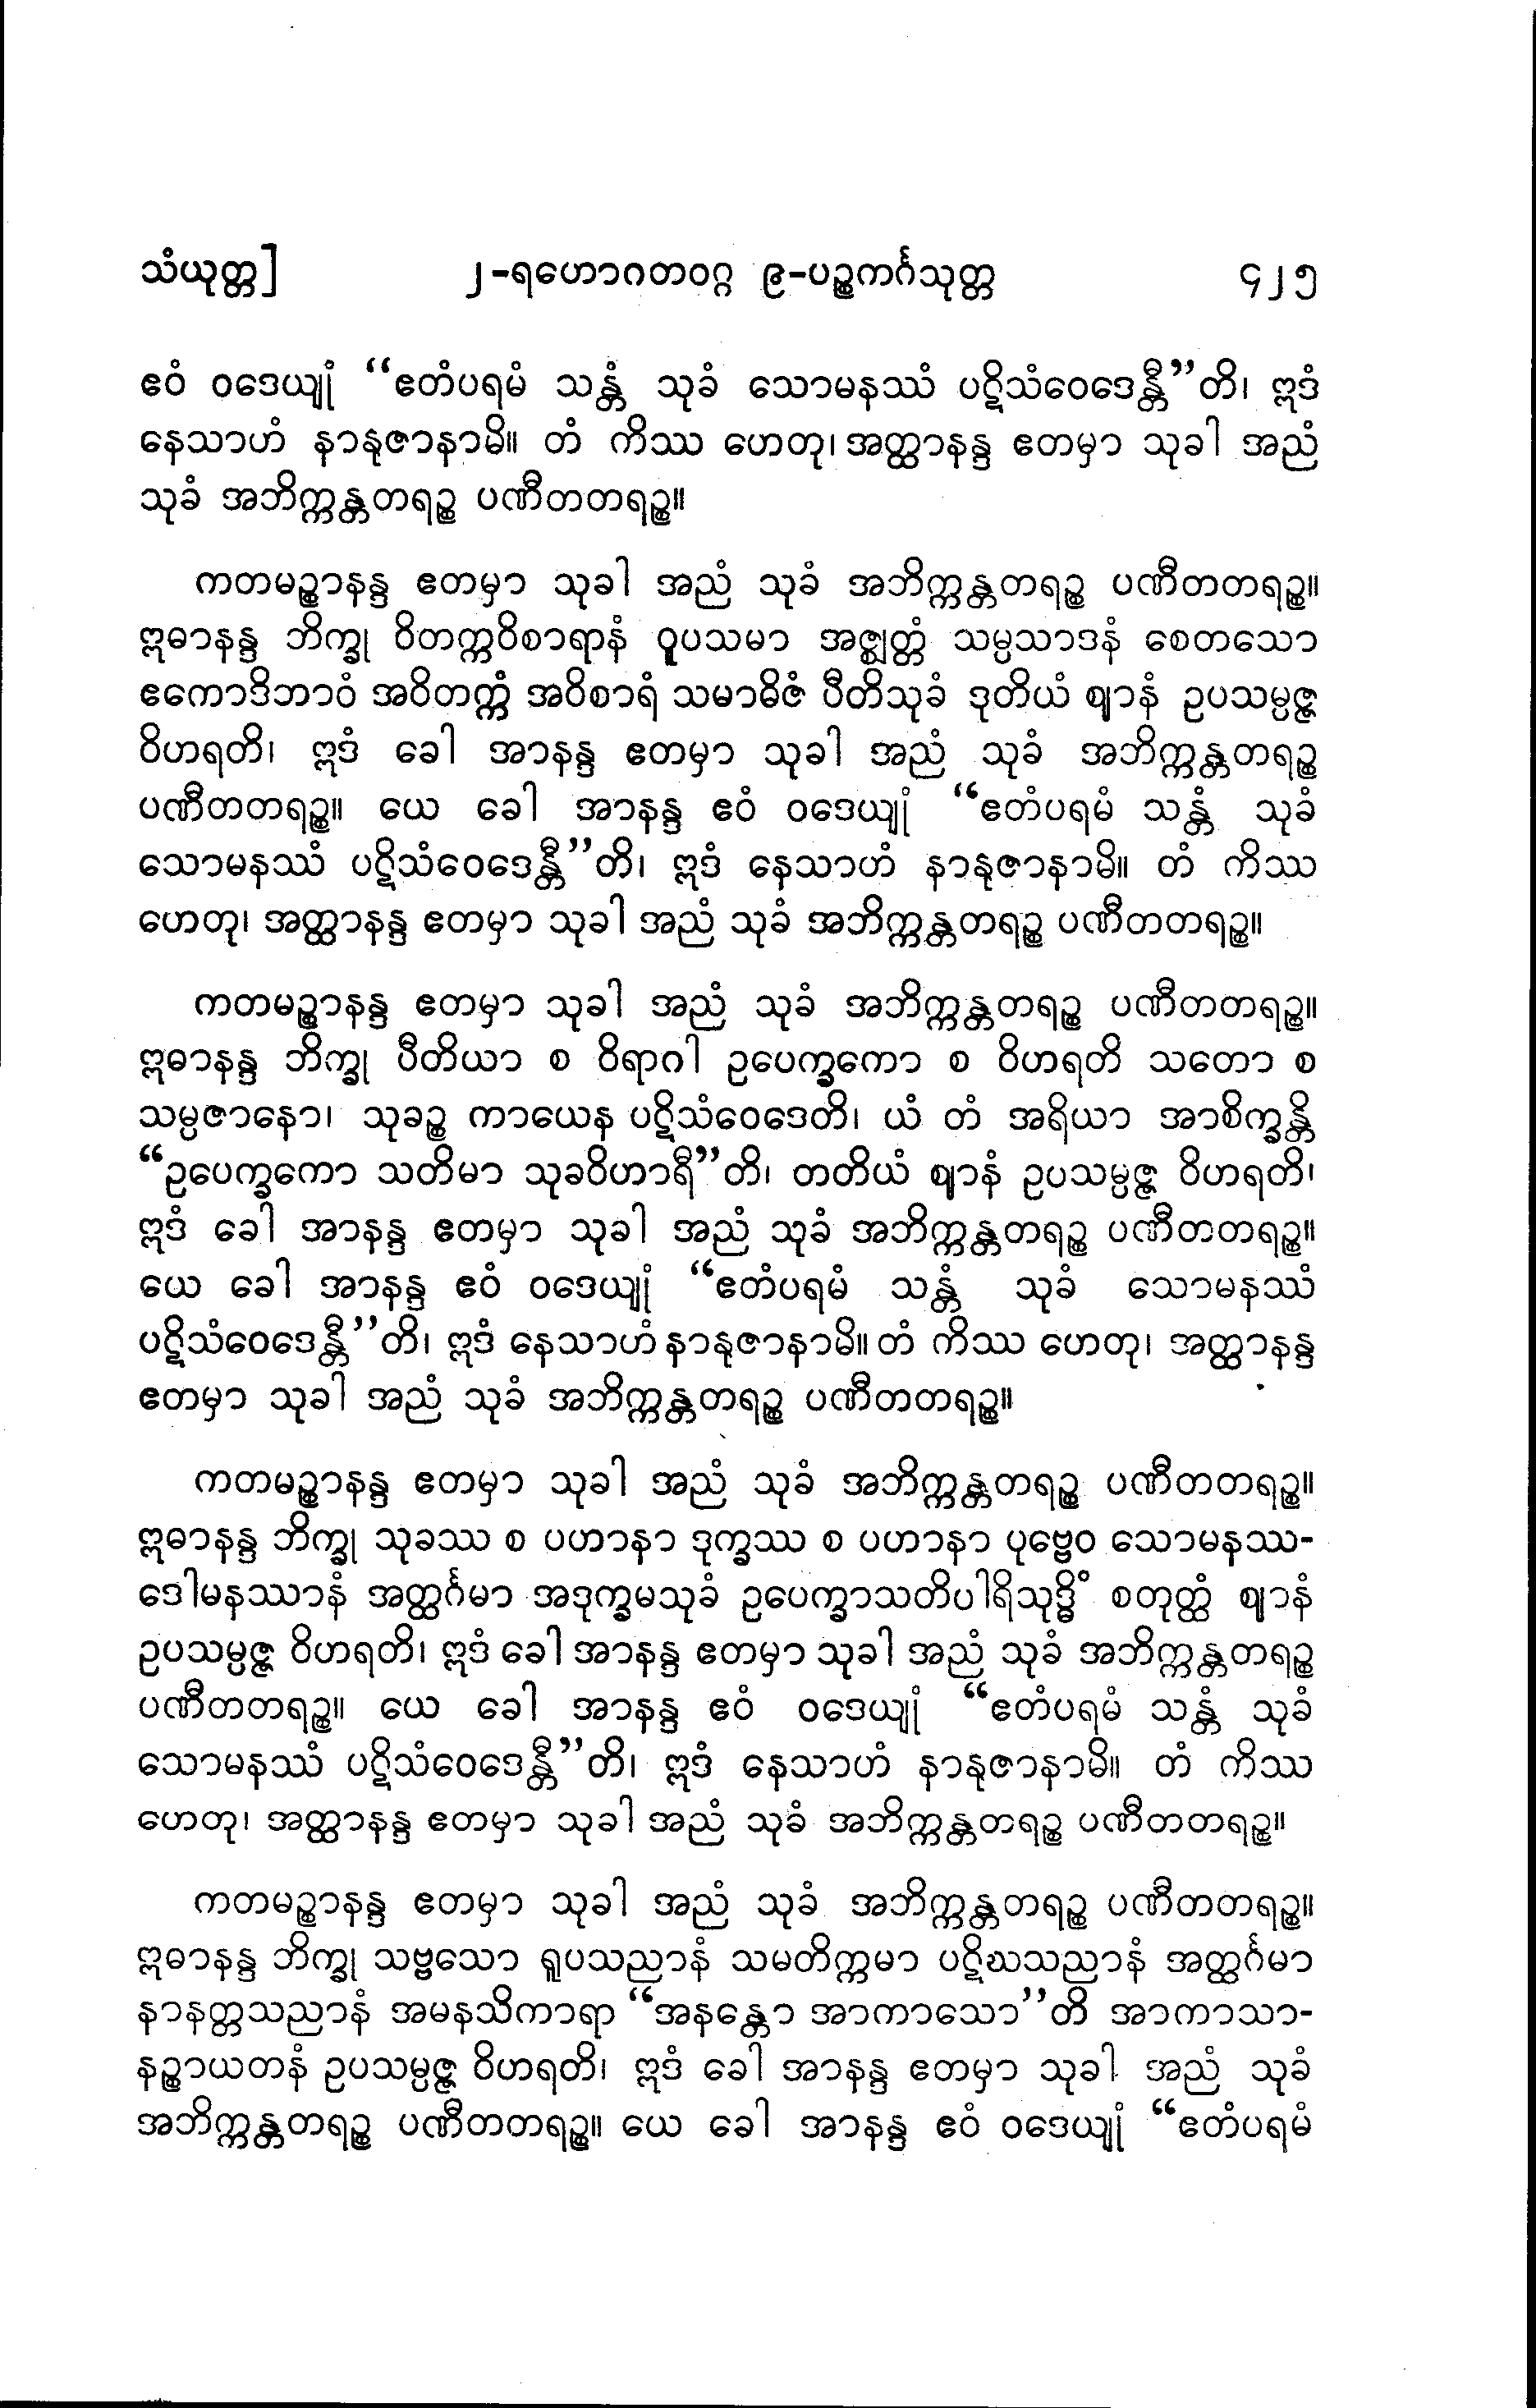 သံယုတ္တ] ၂-ရဟောဂတဝဂ္ဂ ၉-ပဉ္စကင်္ဂသုတ္တ ၄၂၅
ဧဝံ ဝဒေယျုံ “ဧတံပရမံ သန္တံ သုခံ သောမနဿံ ပဋိသံဝေဒေန္တီ”တိ၊ ဣဒံ
နေသာဟံ နာနုဇာနာမိ။ တံ ကိဿ ဟေတု၊ အတ္ထာနန္ဒ ဧတမှာ သုခါ အညံ
သုခံ အဘိက္ကန္တတရဉ္စ ပဏီတတရဉ္စ။
ကတမဉ္စာနန္ဒ ဧတမှာ သုခါ အညံ သုခံ အဘိက္ကန္တတရဉ္စ ပဏီတတရဉ္စ။
ဣဓာနန္ဒ ဘိက္ခု ဝိတက္ကဝိစာရာနံ ဝူပသမာ အဇ္ဈတ္တံ သမ္ပသာဒနံ စေတသော
ဧကောဒိဘာဝံ အဝိတက္ကံ အဝိစာရံ သမာဓိဇံ ပီတိသုခံ ဒုတိယံ ဈာနံ ဥပသမ္ပဇ္ဇ
ဝိဟရတိ၊ ဣဒံ ခေါ အာနန္ဒ ဧတမှာ သုခါ အညံ သုခံ အဘိက္ကန္တတရဉ္စ
ပဏီတတရဉ္စ။ ယေ ခေါ အာနန္ဒ ဧဝံ ဝဒေယျုံ “ဧတံပရမံ သန္တံ သုခံ
သောမနဿံ ပဋိသံဝေဒေန္တီ”တိ၊ ဣဒံ နေသာဟံ နာနုဇာနာမိ။ တံ ကိဿ
ဟေတု၊ အတ္ထာနန္ဒ ဧတမှာ သုခါ အညံ သုခံ အဘိက္ကန္တတရဉ္စ ပဏီတတရဉ္စ။
ကတမဉ္စာနန္ဒ ဧတမှာ သုခါ အညံ သုခံ အဘိက္ကန္တတရဉ္စ ပဏီတတရဉ္စ။
ဣဓာနန္ဒ ဘိက္ခု ပီတိယာ စ ဝိရာဂါ ဥပေက္ခကော စ ဝိဟရတိ သတော စ
သမ္ပဇာနော၊ သုခဉ္စ ကာယေန ပဋိသံဝေဒေတိ၊ ယံ တံ အရိယာ အာစိက္ခန္တိ
“ဥပေက္ခကော သတိမာ သုခဝိဟာရီ”တိ၊ တတိယံ ဈာနံ ဥပသမ္ပဇ္ဇ ဝိဟရတိ၊
ဣဒံ ခေါ အာနန္ဒ ဧတမှာ သုခါ အညံ သုခံ အဘိက္ကန္တတရဉ္စ ပဏီတတရဉ္စ။
ယေ ခေါ အာနန္ဒ ဧဝံ ဝဒေယျုံ “ဧတံပရမံ သန္တံ သုခံ သောမနဿံ
ပဋိသံဝေဒေန္တီ”တိ၊ ဣဒံ နေသာဟံ နာနုဇာနာမိ။ တံ ကိဿ ဟေတု၊ အတ္ထာနန္ဒ
ဧတမှာ သုခါ အညံ သုခံ အဘိက္ကန္တတရဉ္စ ပဏီတတရဉ္စ။
ကတမဉ္စာနန္ဒ ဧတမှာ သုခါ အညံ သုခံ အဘိက္ကန္တတရဉ္စ ပဏီတတရဉ္စ။
ဣဓာနန္ဒ ဘိက္ခု သုခဿ စ ပဟာနာ ဒုက္ခဿ စ ပဟာနာ ပုဗ္ဗေဝ သောမနဿ-
ဒေါမနဿာနံ အတ္ထင်္ဂမာ အဒုက္ခမသုခံ ဥပေက္ခာသတိပါရိသုဒ္ဓိံ စတုတ္ထံ ဈာနံ
ဥပသမ္ပဇ္ဇ ဝိဟရတိ၊ ဣဒံ ခေါ အာနန္ဒ ဧတမှာ သုခါ အညံ သုခံ အဘိက္ကန္တတရဉ္စ
ပဏီတတရဉ္စ။ ယေ ခေါ အာနန္ဒ ဧဝံ ဝဒေယျုံ “ဧတံပရမံ သန္တံ သုခံ
သောမနဿံ ပဋိသံဝေဒေန္တီ”တိ၊ ဣဒံ နေသာဟံ နာနုဇာနာမိ။ တံ ကိဿ
ဟေတု၊ အတ္ထာနန္ဒ ဧတမှာ သုခါ အညံ သုခံ အဘိက္ကန္တတရဉ္စ ပဏီတတရဉ္စ။
ကတမဉ္စာနန္ဒ ဧတမှာ သုခါ အညံ သုခံ အဘိက္ကန္တတရဉ္စ ပဏီတတရဉ္စ။
ဣဓာနန္ဒ ဘိက္ခု သဗ္ဗသော ရူပသညာနံ သမတိက္ကမာ ပဋိဃသညာနံ အတ္ထင်္ဂမာ
နာနတ္တသညာနံ အမနသိကာရာ “အနန္တော အာကာသော”တိ အာကာသာ-
နဉ္စာယတနံ ဥပသမ္ပဇ္ဇ ဝိဟရတိ၊ ဣဒံ ခေါ အာနန္ဒ ဧတမှာ သုခါ အညံ သုခံ
အဘိက္ကန္တတရဉ္စ ပဏီတတရဉ္စ။ ယေ ခေါ အာနန္ဒ ဧဝံ ဝဒေယျုံ “ဧတံပရမံ